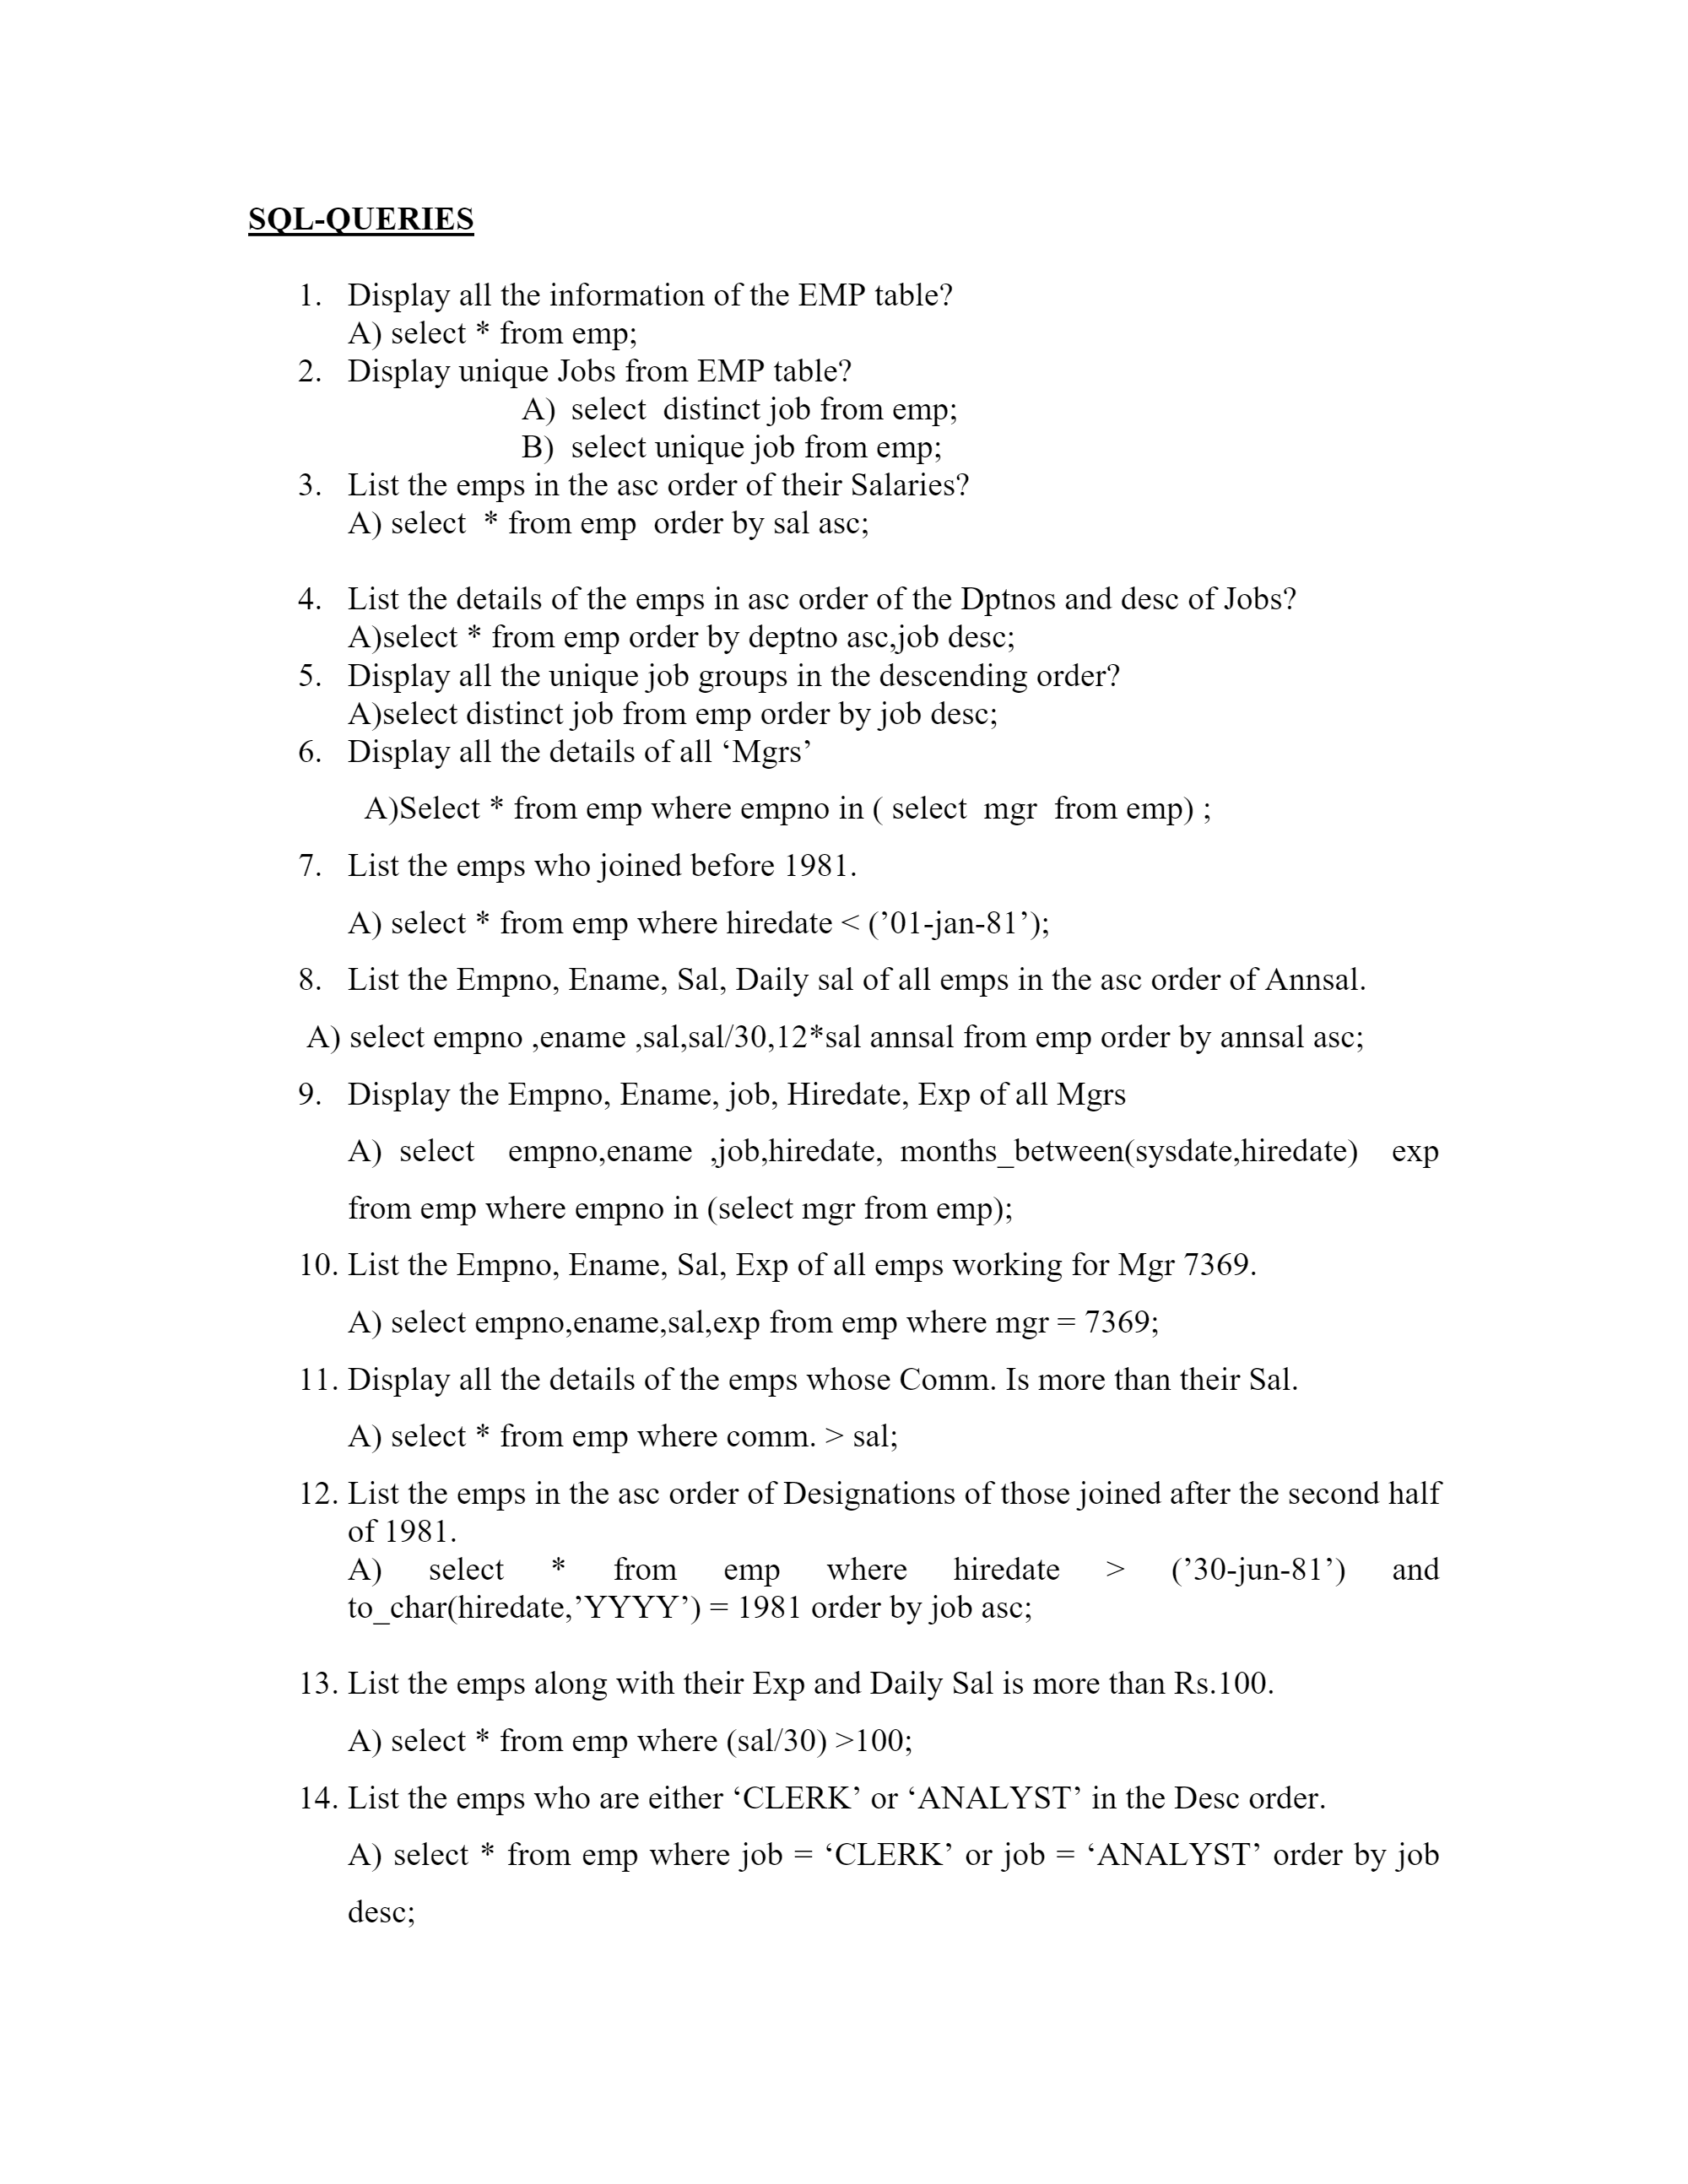 SQL-QUERIES
1. Display all the information of the EMP table?
A) select * from emp;
2. Display unique Jobs from EMP table?
A) select distinct job from emp;
B) select unique job from emp;
3. List the emps in the asc order of their Salaries?
A) select * from emp order by sal asc;
4. List the details of the emps in asc order of the Dptnos and desc of Jobs?
A)select * from emp order by deptno asc,job desc;
5. Display all the unique job groups in the descending order?
A)select distinct job from emp order by job desc;
6. Display all the details of all ‘Mgrs’
A)Select * from emp where empno in ( select mgr from emp) ;
7. List the emps who joined before 1981.
A) select * from emp where hiredate < (’01-jan-81’);
8. List the Empno, Ename, Sal, Daily sal of all emps in the asc order of Annsal.
A) select empno ,ename ,sal,sal/30,12*sal annsal from emp order by annsal asc;
9. Display the Empno, Ename, job, Hiredate, Exp of all Mgrs
A) select empno,ename ,job,hiredate, months_between(sysdate,hiredate) exp
from emp where empno in (select mgr from emp);
10. List the Empno, Ename, Sal, Exp of all emps working for Mgr 7369.
A) select empno,ename,sal,exp from emp where mgr = 7369;
11. Display all the details of the emps whose Comm. Is more than their Sal.
A) select * from emp where comm. > sal;
12. List the emps in the asc order of Designations of those joined after the second half
of 1981.
A) select * from emp where hiredate > (’30-jun-81’) and
to_char(hiredate,’YYYY’) = 1981 order by job asc;
13. List the emps along with their Exp and Daily Sal is more than Rs.100.
A) select * from emp where (sal/30) >100;
14. List the emps who are either ‘CLERK’ or ‘ANALYST’ in the Desc order.
A) select * from emp where job = ‘CLERK’ or job = ‘ANALYST’ order by job
desc;